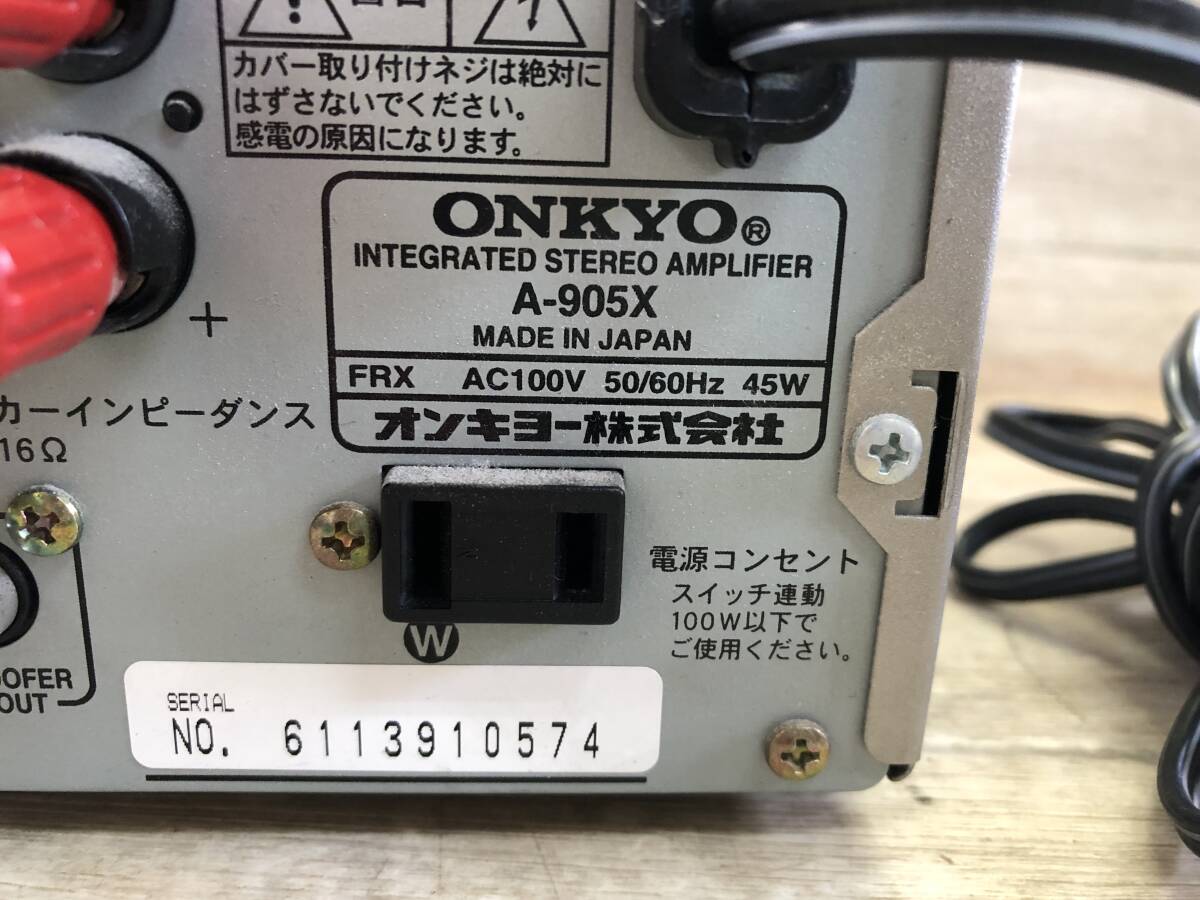 カバー取り付けネジは絶対に
はずさないでください。
感電の原因になります。
ONKYO®
INTEGRATED STEREO AMPLIFIER
A-905X
MADE IN JAPAN
FRX AC100V 50/60Hz 45W
オンキヨー株式会社
+
カーインピーダンス
16Ω
電源コンセント
スイッチ連動
100W以下で
ご使用ください。
W
OOFER
OUT
SERIAL
NO. 6113910574